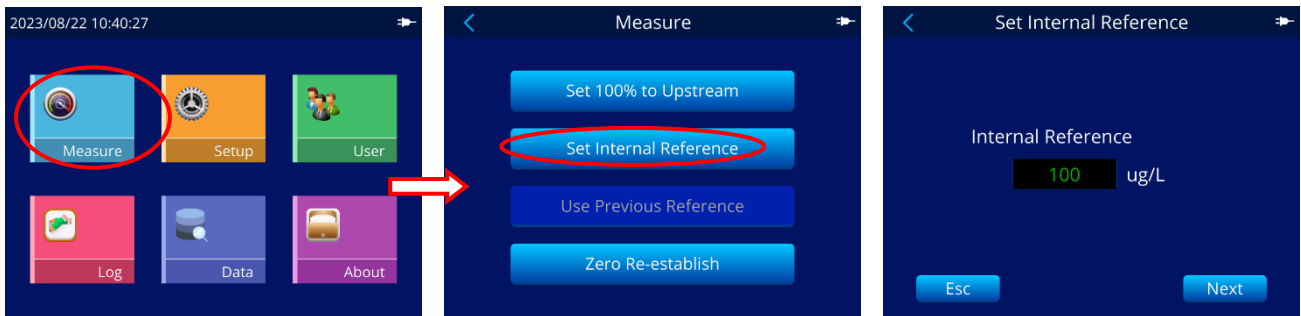 2023/08/22 10:40:27
Measure
Setup
User
Log
Data
About
Measure
Set 100% to Upstream
Set Internal Reference
Use Previous Reference
Zero Re-establish
Set Internal Reference
Internal Reference
100 ug/L
Esc
Next